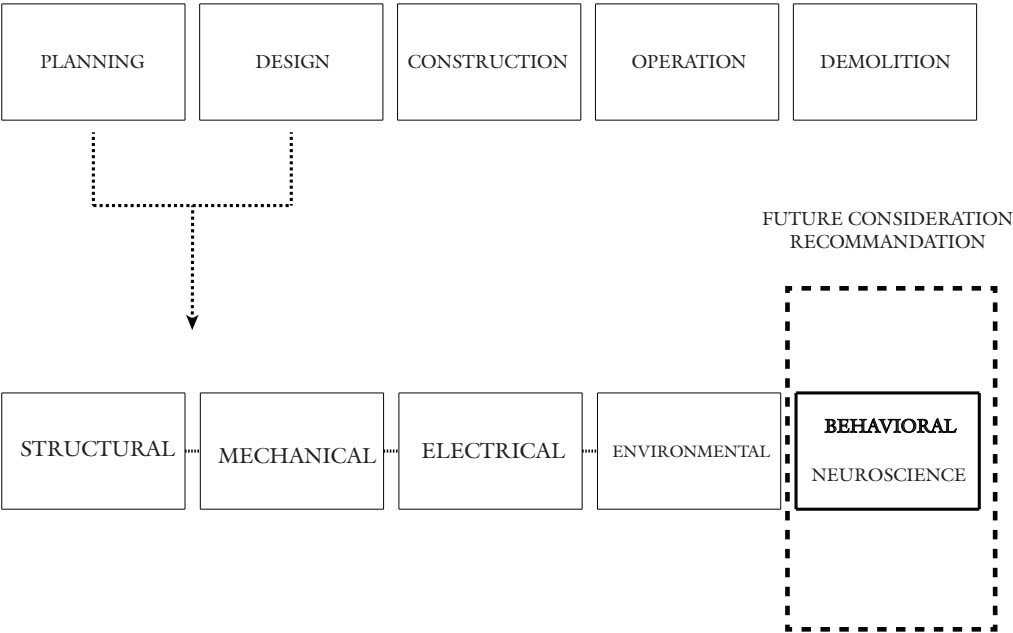 PLANNING
DESIGN
CONSTRUCTION
OPERATION
DEMOLITION
FUTURE CONSIDERATION
RECOMMANDATION
STRUCTURAL
MECHANICAL
ELECTRICAL
ENVIRONMENTAL
BEHAVIORAL
NEUROSCIENCE